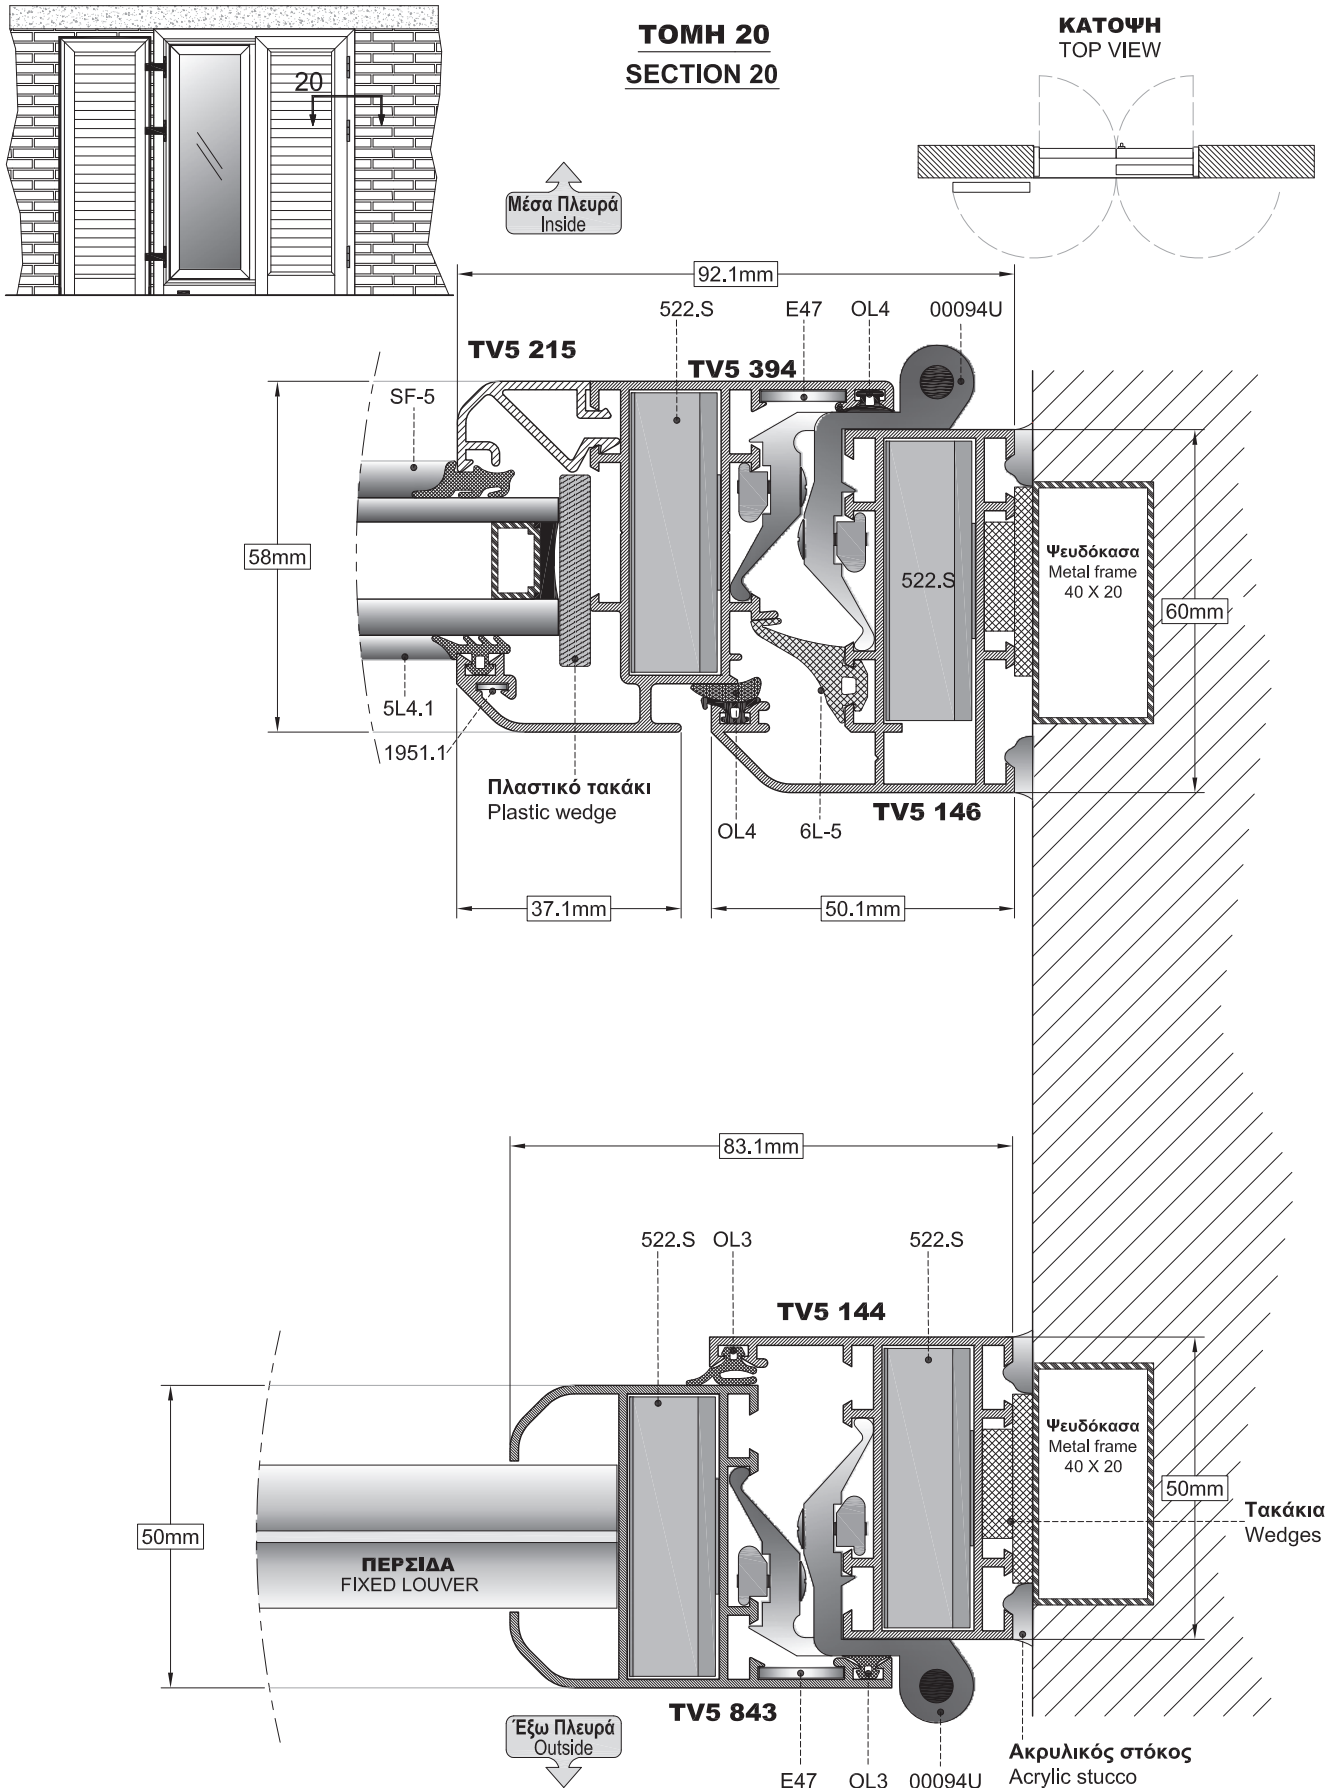 ΤΟΜΗ 20
SECTION 20
ΚΑΤΟΨΗ
TOP VIEW
20
Μέσα Πλευρά
Inside
92.1mm
522.S
E47
OL4
00094U
TV5 215
TV5 394
SF-5
58mm
522.S
Ψευδόκασα
Metal frame
40 X 20
60mm
5L4.1
1951.1
Πλαστικό τακάκι
Plastic wedge
OL4
6L-5
TV5 146
37.1mm
50.1mm
83.1mm
522.S
OL3
522.S
TV5 144
Ψευδόκασα
Metal frame
40 X 20
50mm
Τακάκια
Wedges
50mm
ΠΕΡΣΙΔΑ
FIXED LOUVER
TV5 843
Έξω Πλευρά
Outside
E47
OL3
00094U
Ακρυλικός στόκος
Acrylic stucco